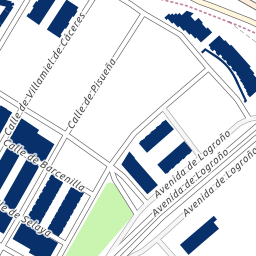 Calle de Villamiel de Cáceres
Calle de Pisueña
Calle de Barcenilla
de Selaya
Avenida de Logroño
Avenida de Logroño
Avenida de Logroño